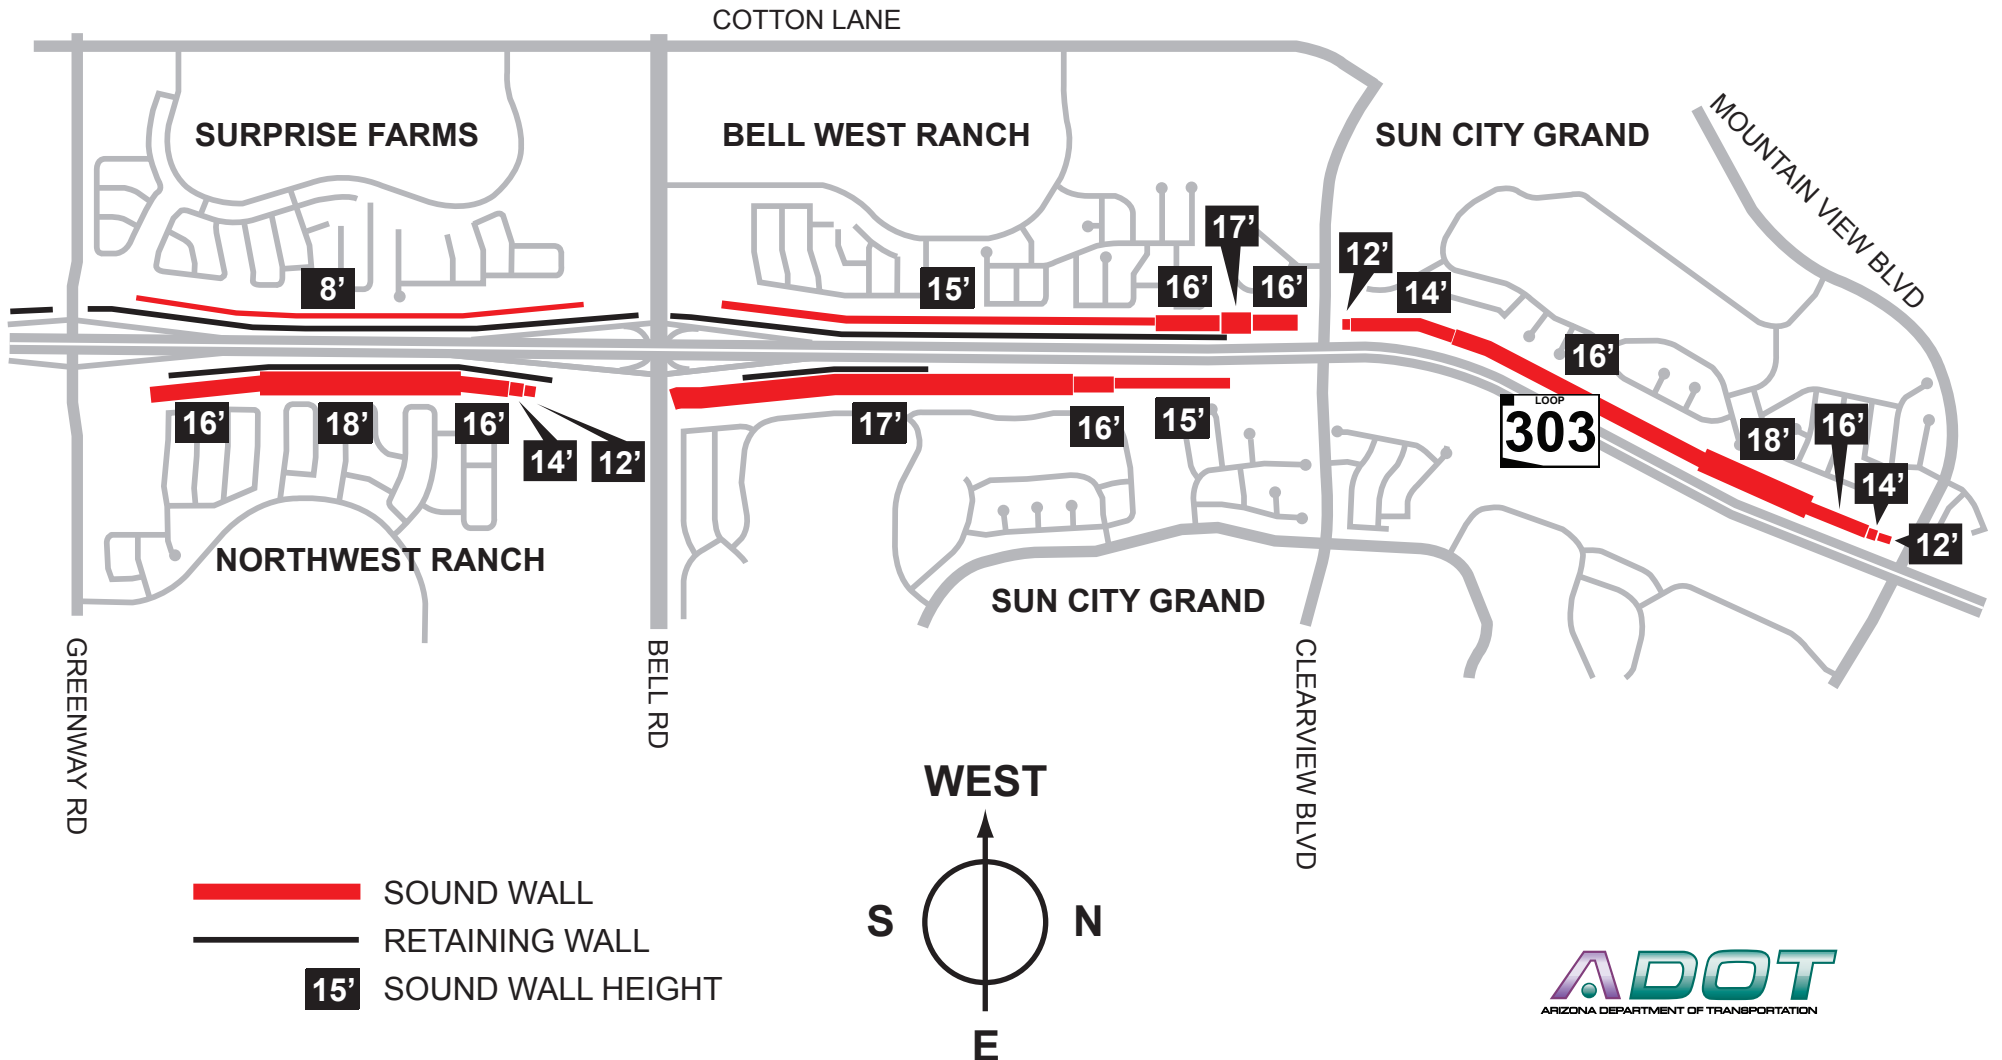 COTTON LANE
SURPRISE FARMS
BELL WEST RANCH
SUN CITY GRAND
MOUNTAIN VIEW BLVD
8’
15’
16’
17’
16’
12’
14’
16’
LOOP
303
18’
16’
14’
12’
16’
18’
16’
14’
12’
17’
16’
15’
NORTHWEST RANCH
SUN CITY GRAND
GREENWAY RD
BELL RD
CLEARVIEW BLVD
WEST
S
N
E
SOUND WALL
RETAINING WALL
15’ SOUND WALL HEIGHT
ADOT
ARIZONA DEPARTMENT OF TRANSPORTATION